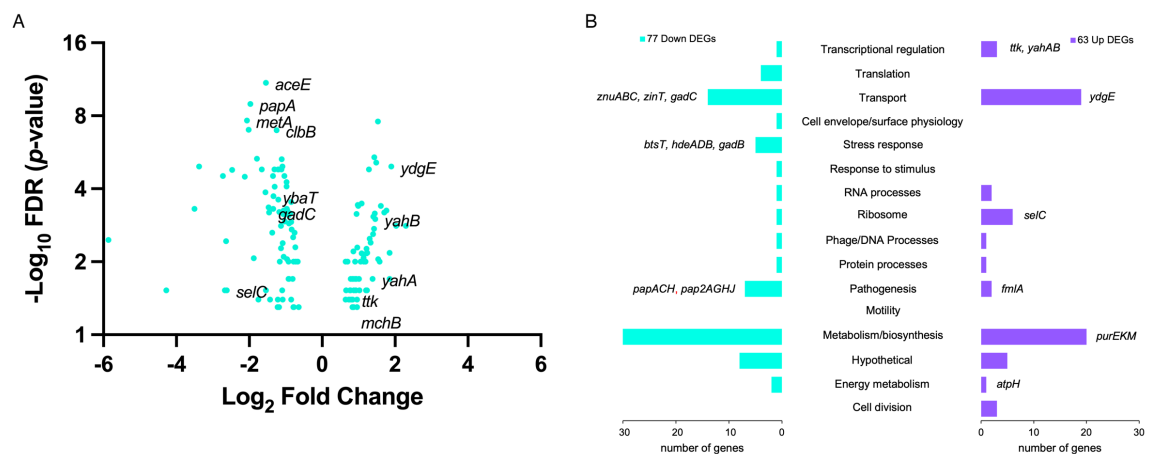 A
16
8
4
2
1
-Log10 FDR (p-value)
aceE
papA
metA
clbB
ydgE
ybaT
gadC
yahB
yahA
selC
ttk
mchB
-6
-4
-2
0
2
4
6
Log2 Fold Change
B
77 Down DEGs
63 Up DEGs
Transcriptional regulation
ttk, yahAB
Translation
znuABC, zinT, gadC
Transport
ydgE
Cell envelope/surface physiology
btsT, hdeADB, gadB
Stress response
Response to stimulus
RNA processes
Ribosome
selC
Phage/DNA Processes
Protein processes
papACH, pap2AGHJ
Pathogenesis
fmlA
Motility
Metabolism/biosynthesis
purEKM
Hypothetical
Energy metabolism
atpH
Cell division
30
20
10
0
0
10
20
30
number of genes
number of genes